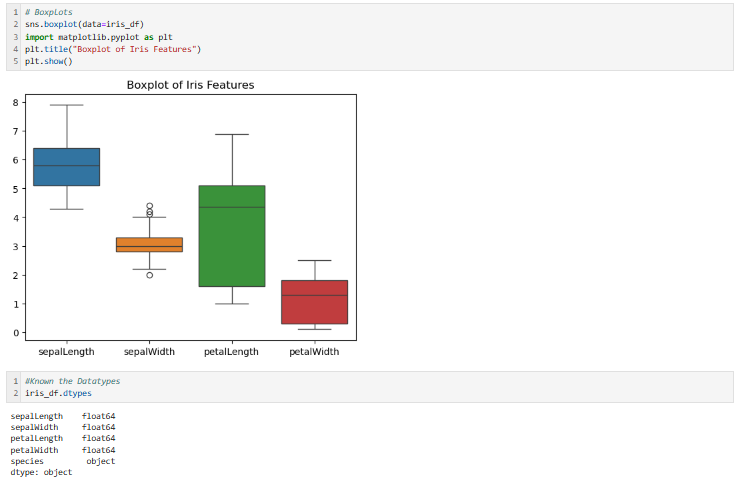 1 # Boxplots
2 sns.boxplot(data=iris_df)
3 import matplotlib.pyplot as plt
4 plt.title("Boxplot of Iris Features")
5 plt.show()
Boxplot of Iris Features
8
7
6
5
4
3
2
1
0
sepalLength sepalWidth petalLength petalWidth
1 #Known the Datatypes
2 iris_df.dtypes
sepalLength float64
sepalWidth float64
petalLength float64
petalWidth float64
species object
dtype: object